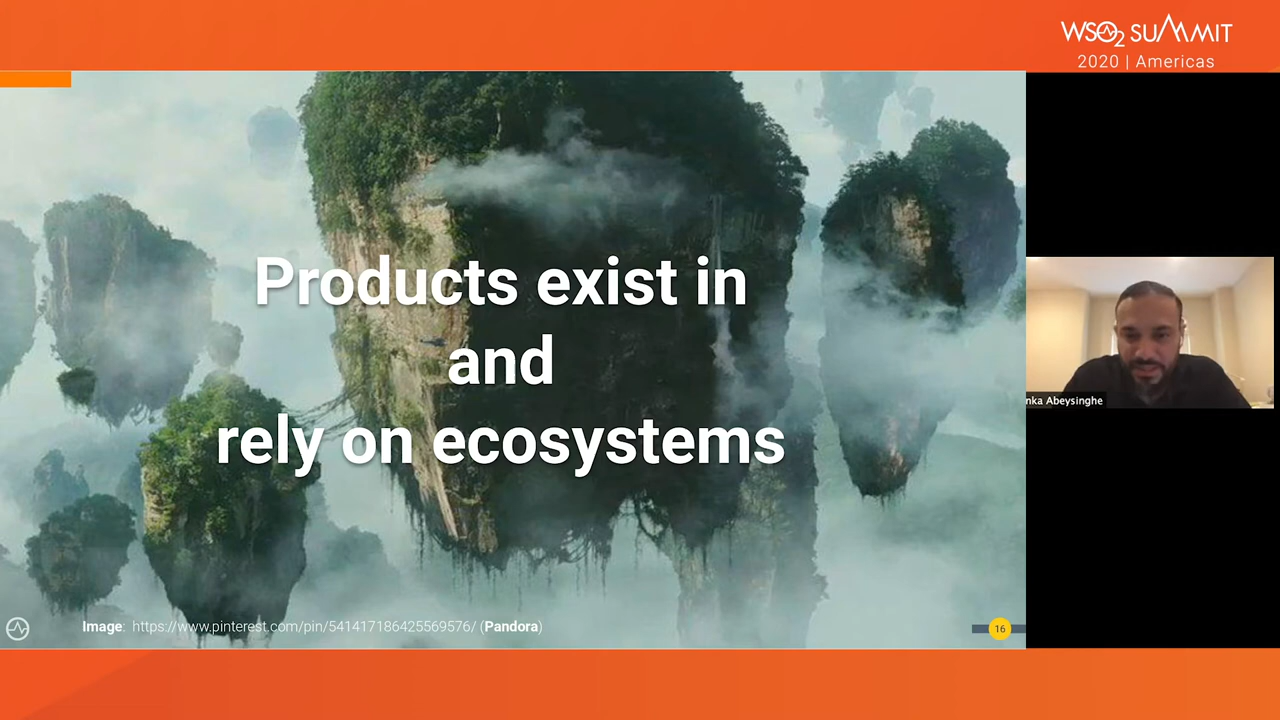 WSO2 SUMMIT
2020 | Americas
Products exist in
and
rely on ecosystems
nka Abeysinghe
Image: https://www.pinterest.com/pin/541417186425569576/ (Pandora)
16